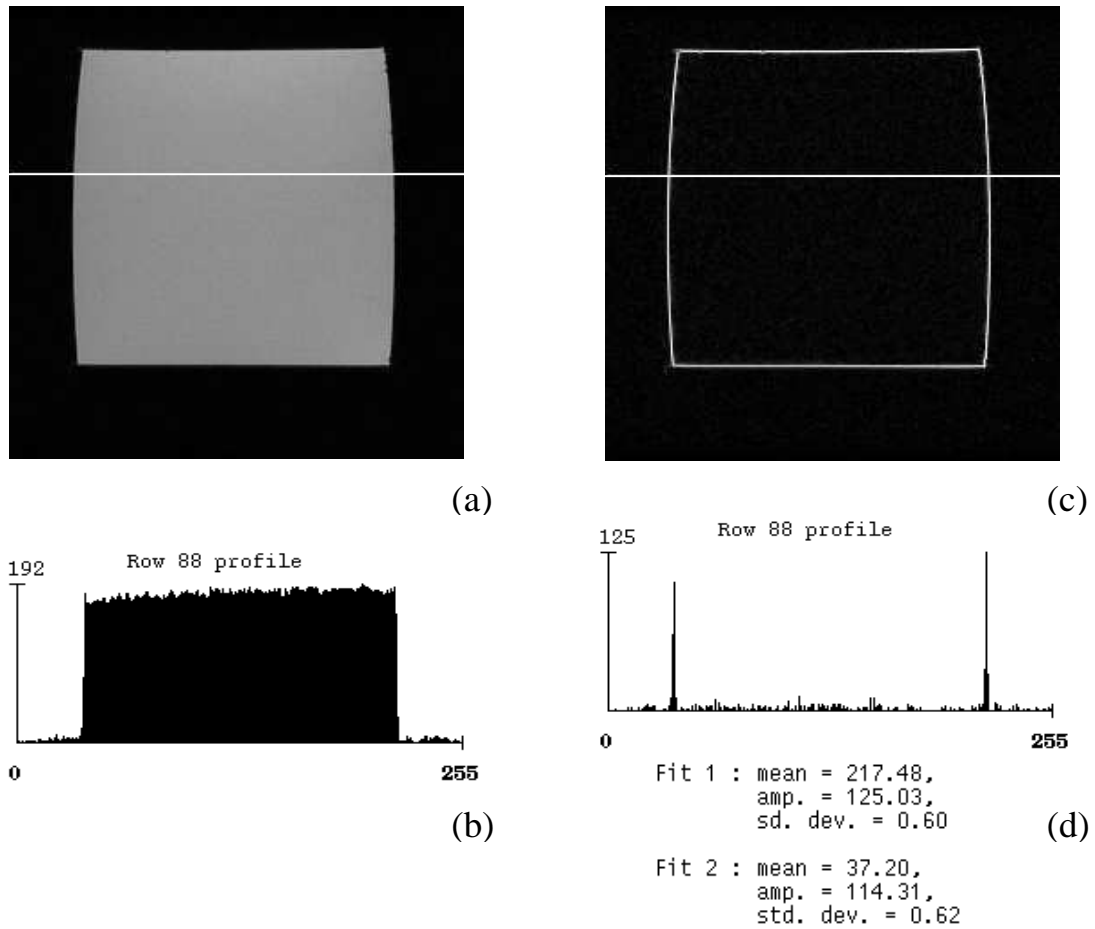 (a)
(c)
Row 88 profile
192
0
255
(b)
Row 88 profile
125
0
255
Fit 1 : mean = 217.48,
amp. = 125.03,
sd. dev. = 0.60
(d)
Fit 2 : mean = 37.20,
amp. = 114.31,
std. dev. = 0.62